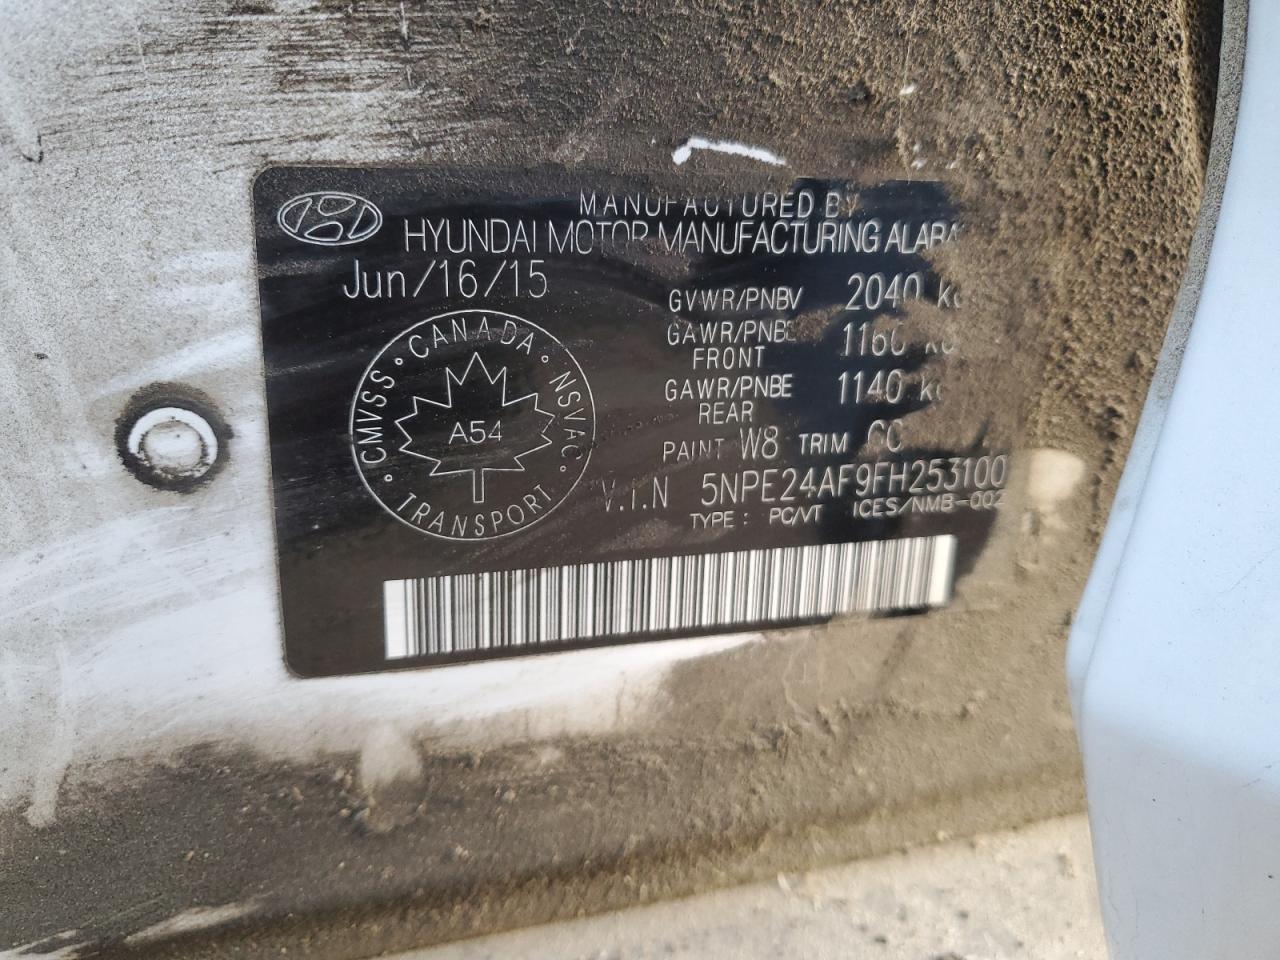 MANUFACTURED BY
HYUNDAI MOTOR MANUFACTURING
Jun/16/15
GVWR/PNBV 2040
GAWR/PNBE 1160
FRONT
GAWR/PNBE 1140
REAR
PAINT W8 TRIM
CANADA
CMVSS
NSVAC
A54
TRANSPORT
V.I.N 5NPE24AF9FH253100
TYPE : PC/VT ICES/NMB-002